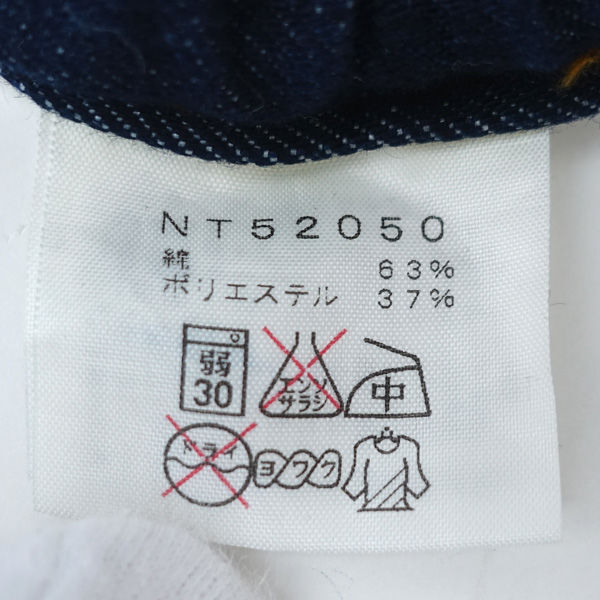 NT52050
綿 63%
ポリエステル 37%
弱
30
エンソ
サラシ
中
ドライ
ヨワク